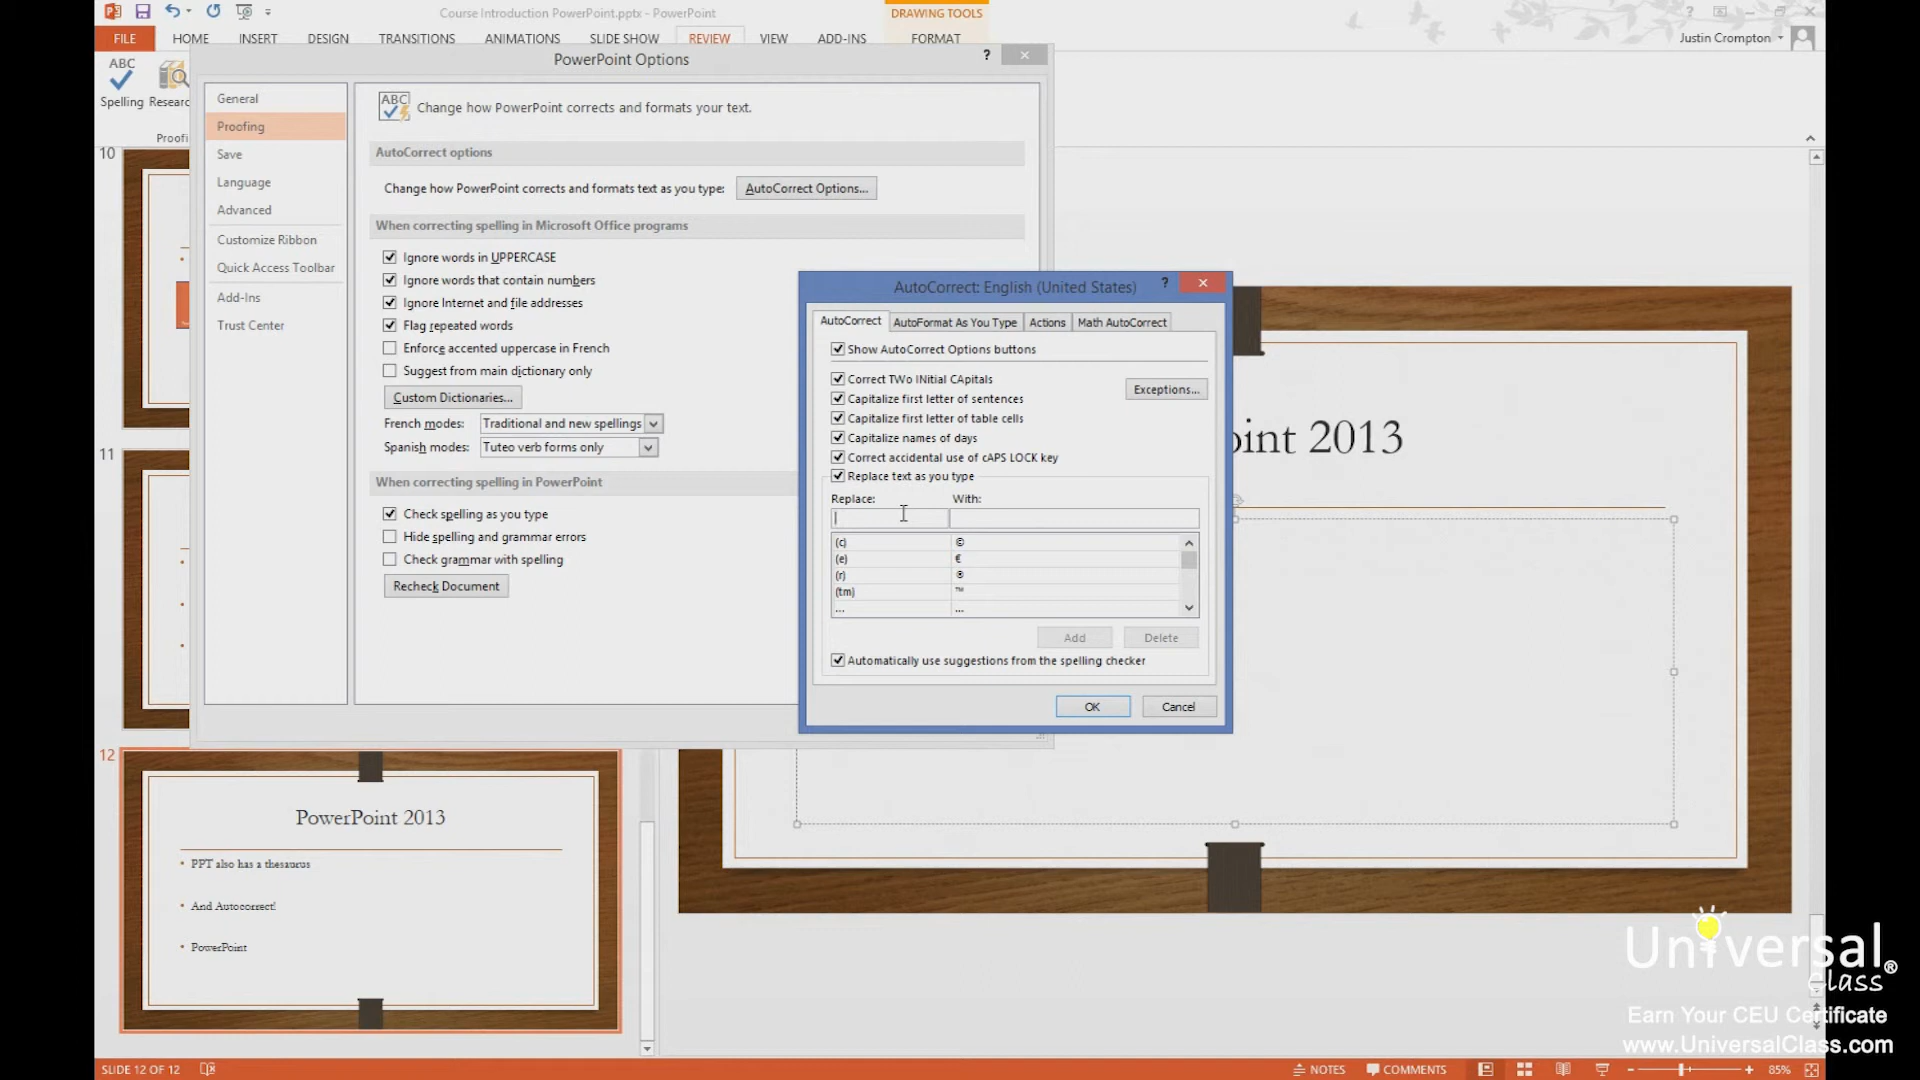 Course Introduction PowerPoint.pptx - PowerPoint
DRAWING TOOLS
?
FILE
HOME
INSERT
DESIGN
TRANSITIONS
ANIMATIONS
SLIDE SHOW
REVIEW
VIEW
ADD-INS
FORMAT
Justin Crompton
ABC
Spelling
Researc
Proofi
PowerPoint Options
?
General
Proofing
Save
Language
Advanced
Customize Ribbon
Quick Access Toolbar
Add-Ins
Trust Center
ABC
Change how PowerPoint corrects and formats your text.
AutoCorrect options
Change how PowerPoint corrects and formats text as you type:
AutoCorrect Options...
When correcting spelling in Microsoft Office programs
Ignore words in UPPERCASE
Ignore words that contain numbers
Ignore Internet and file addresses
Flag repeated words
Enforce accented uppercase in French
Suggest from main dictionary only
Custom Dictionaries...
French modes: Traditional and new spellings
Spanish modes: Tuteo verb forms only
When correcting spelling in PowerPoint
Check spelling as you type
Hide spelling and grammar errors
Check grammar with spelling
Recheck Document
AutoCorrect: English (United States)
?
AutoCorrect
AutoFormat As You Type
Actions
Math AutoCorrect
Show AutoCorrect Options buttons
Correct TWo INitial CApitals
Exceptions...
Capitalize first letter of sentences
Capitalize first letter of table cells
Capitalize names of days
Correct accidental use of cAPS LOCK key
Replace text as you type
Replace: With:
(c) ©
(e) €
(r) ®
(tm) ™
... ...
Add
Delete
Automatically use suggestions from the spelling checker
OK
Cancel
oint 2013
10
11
12
PowerPoint 2013
• PPT also has a thesaurus
• And Autocorrect!
• PowerPoint
Universal®
Class
Earn Your CEU Certificate
www.UniversalClass.com
SLIDE 12 OF 12
NOTES
COMMENTS
85%